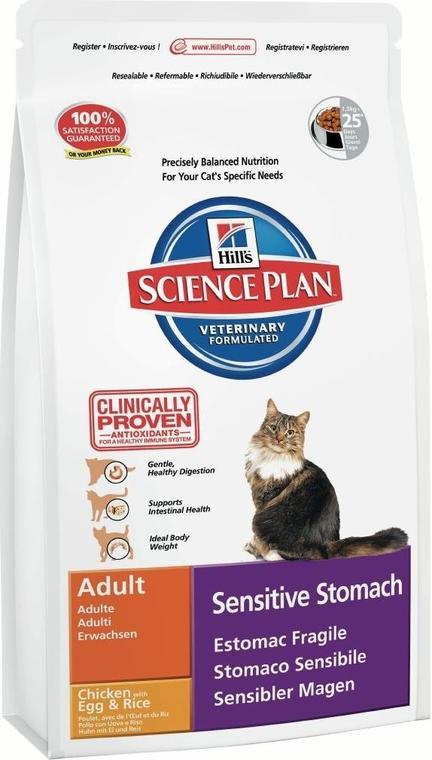 Register • Inscrivez-vous ! www.HillsPet.com Registratevi • Registrieren
Resealable • Refermable • Richiudibile • Wiederverschließbar
100%
SATISFACTION
GUARANTEED
OR YOUR MONEY BACK
25
Precisely Balanced Nutrition
For Your Cat's Specific Needs
Hill's
SCIENCE PLAN
VETERINARY
FORMULATED
CLINICALLY
PROVEN
ANTIOXIDANTS
FOR A HEALTHY IMMUNE SYSTEM
Gentle,
Healthy Digestion
Supports
Intestinal Health
Ideal Body
Weight
Adult
Adulte
Adulti
Erwachsen
Sensitive Stomach
Estomac Fragile
Stomaco Sensibile
Sensibler Magen
Chicken with
Egg & Rice
Poulet, avec de l'Œuf et du Riz
Pollo con Uova e Riso
Huhn mit Ei und Reis